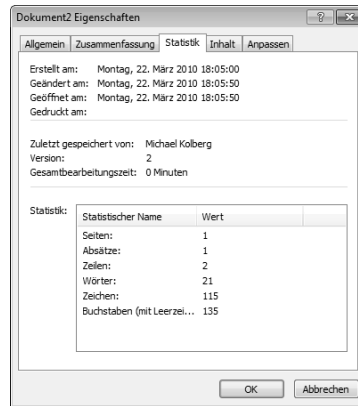 Dokument2 Eigenschaften
Allgemein Zusammenfassung Statistik Inhalt Anpassen
Erstellt am: Montag, 22. März 2010 18:05:00
Geändert am: Montag, 22. März 2010 18:05:50
Geöffnet am: Montag, 22. März 2010 18:05:50
Gedruckt am:
Zuletzt gespeichert von: Michael Kolberg
Version: 2
Gesamtbearbeitungszeit: 0 Minuten
Statistik:
Statistischer Name Wert
Seiten: 1
Absätze: 1
Zeilen: 2
Wörter: 21
Zeichen: 115
Buchstaben (mit Leerzei... 135
OK Abbrechen